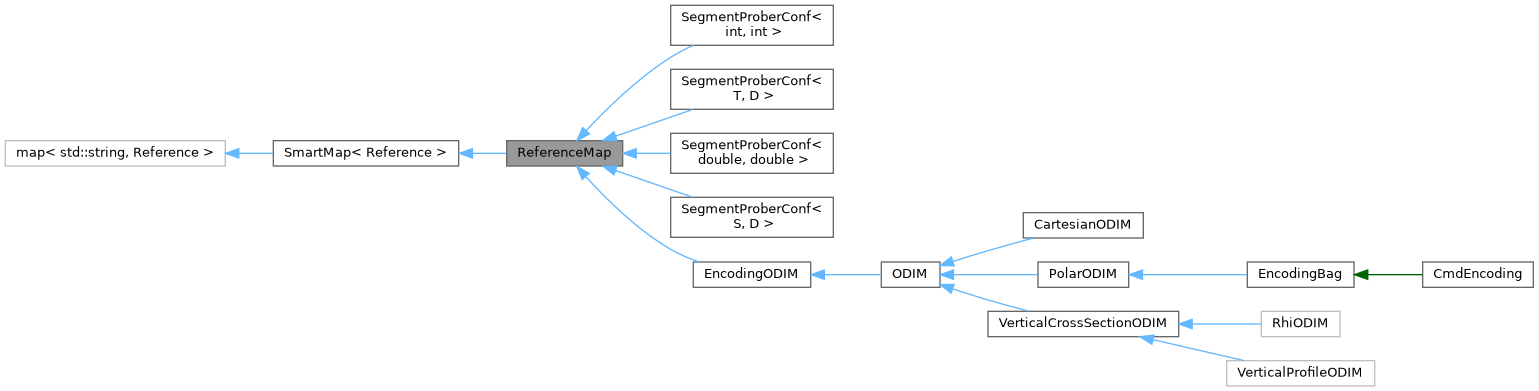 SegmentProberConf<
int, int >
SegmentProberConf<
T, D >
map< std::string, Reference >
SmartMap< Reference >
ReferenceMap
SegmentProberConf<
double, double >
SegmentProberConf<
S, D >
CartesianODIM
EncodingODIM
ODIM
PolarODIM
EncodingBag
CmdEncoding
VerticalCrossSectionODIM
RhiODIM
VerticalProfileODIM